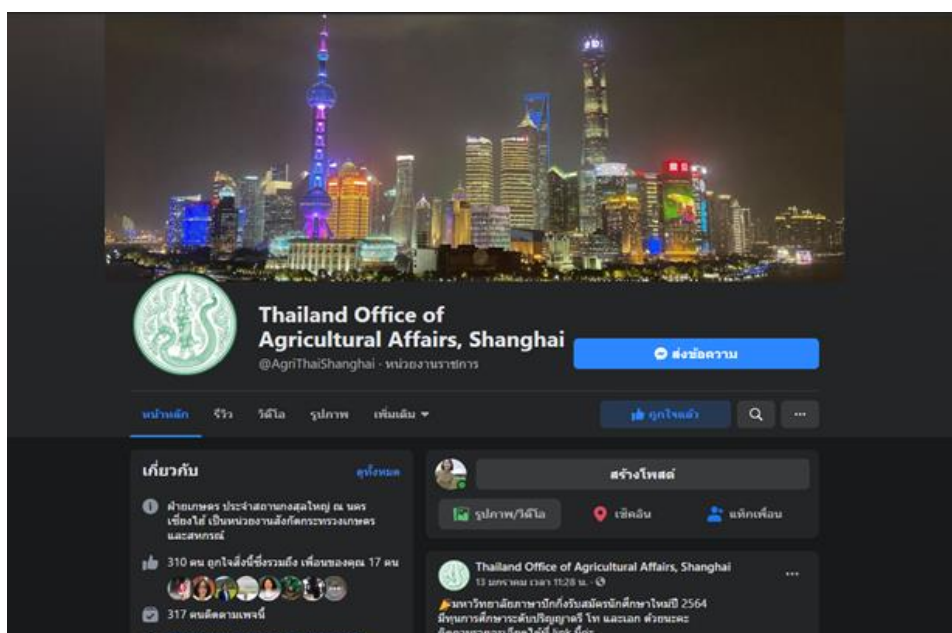 Thailand Office of
Agricultural Affairs, Shanghai
@AgriThaiShanghai · หน่วยงานราชการ
ส่งข้อความ
หน้าหลัก รีวิว วิดีโอ รูปภาพ เพิ่มเติม
ถูกใจแล้ว
เกี่ยวกับ ดูทั้งหมด
ฝ่ายเกษตร ประจำสถานกงสุลใหญ่ ณ นคร
เซี่ยงไฮ้ เป็นหน่วยงานสังกัดกระทรวงเกษตร
และสหกรณ์
310 คน ถูกใจสิ่งนี้ซึ่งรวมถึง เพื่อนของคุณ 17 คน
317 คนติดตามเพจนี้
สร้างโพสต์
รูปภาพ/วิดีโอ เช็คอิน แท็กเพื่อน
Thailand Office of Agricultural Affairs, Shanghai
13 มกราคม เวลา 11:28 น. ·
มหาวิทยาลัยภาษาปักกิ่งรับสมัครนักศึกษาใหม่ปี 2564
มีทุนการศึกษาระดับปริญญาตรี โท และเอก ด้วยนะคะ